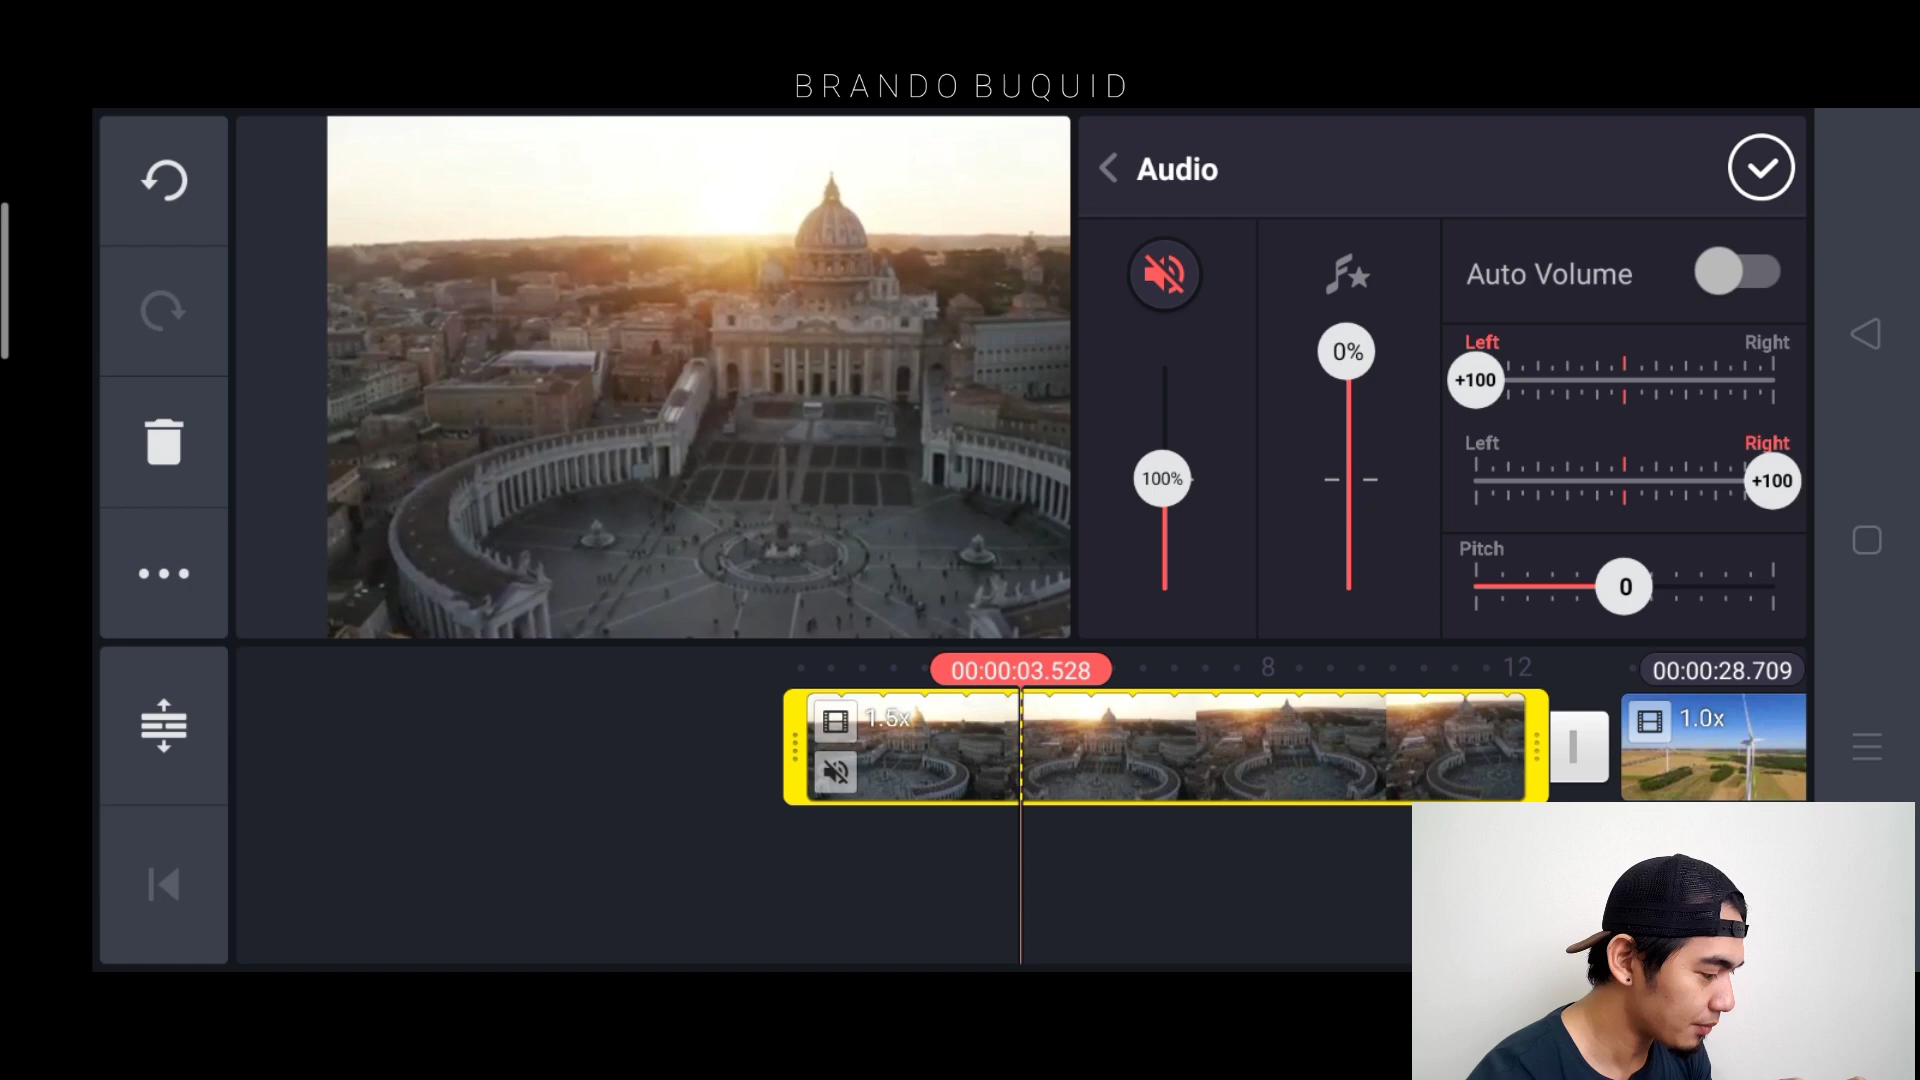 BRANDO BUQUID
Audio
Auto Volume
0%
100%
Left
Right
+100
Left
Right
+100
Pitch
0
00:00:03.528
8
12
00:00:28.709
1.5x
1.0x